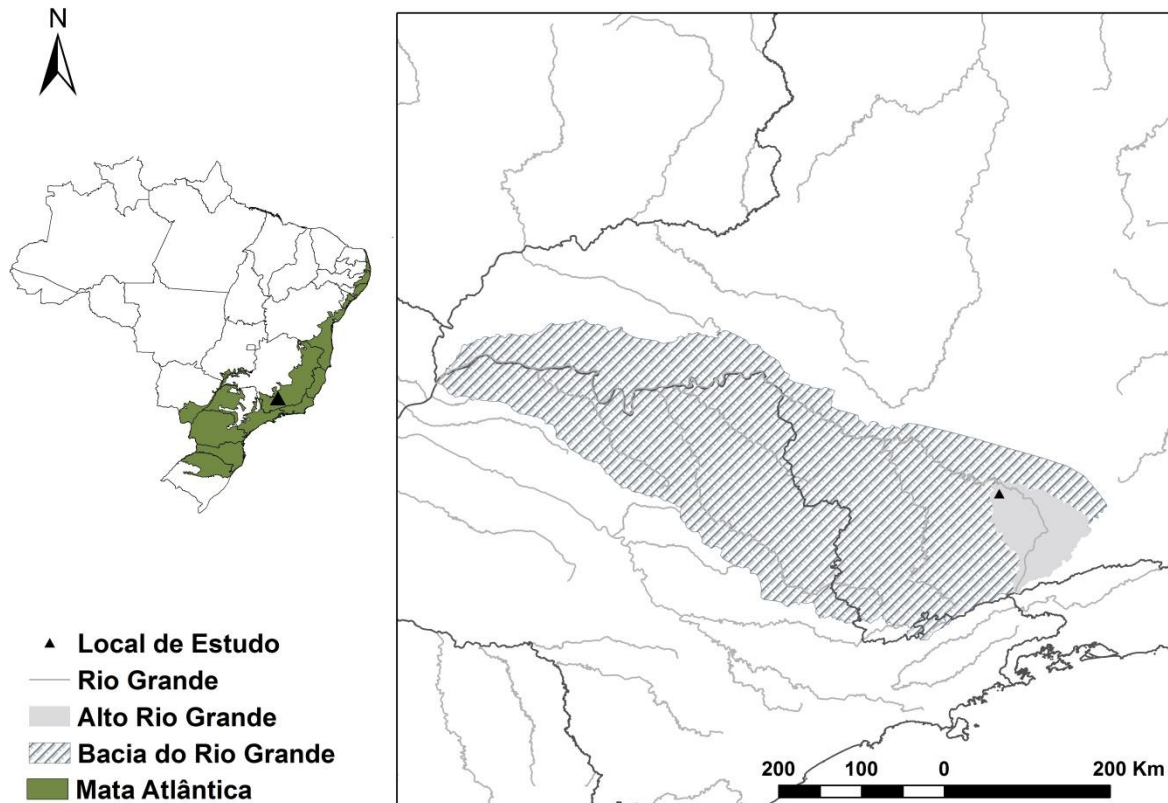 N
Local de Estudo
Rio Grande
Alto Rio Grande
Bacia do Rio Grande
Mata Atlântica
200 100 0 200 Km